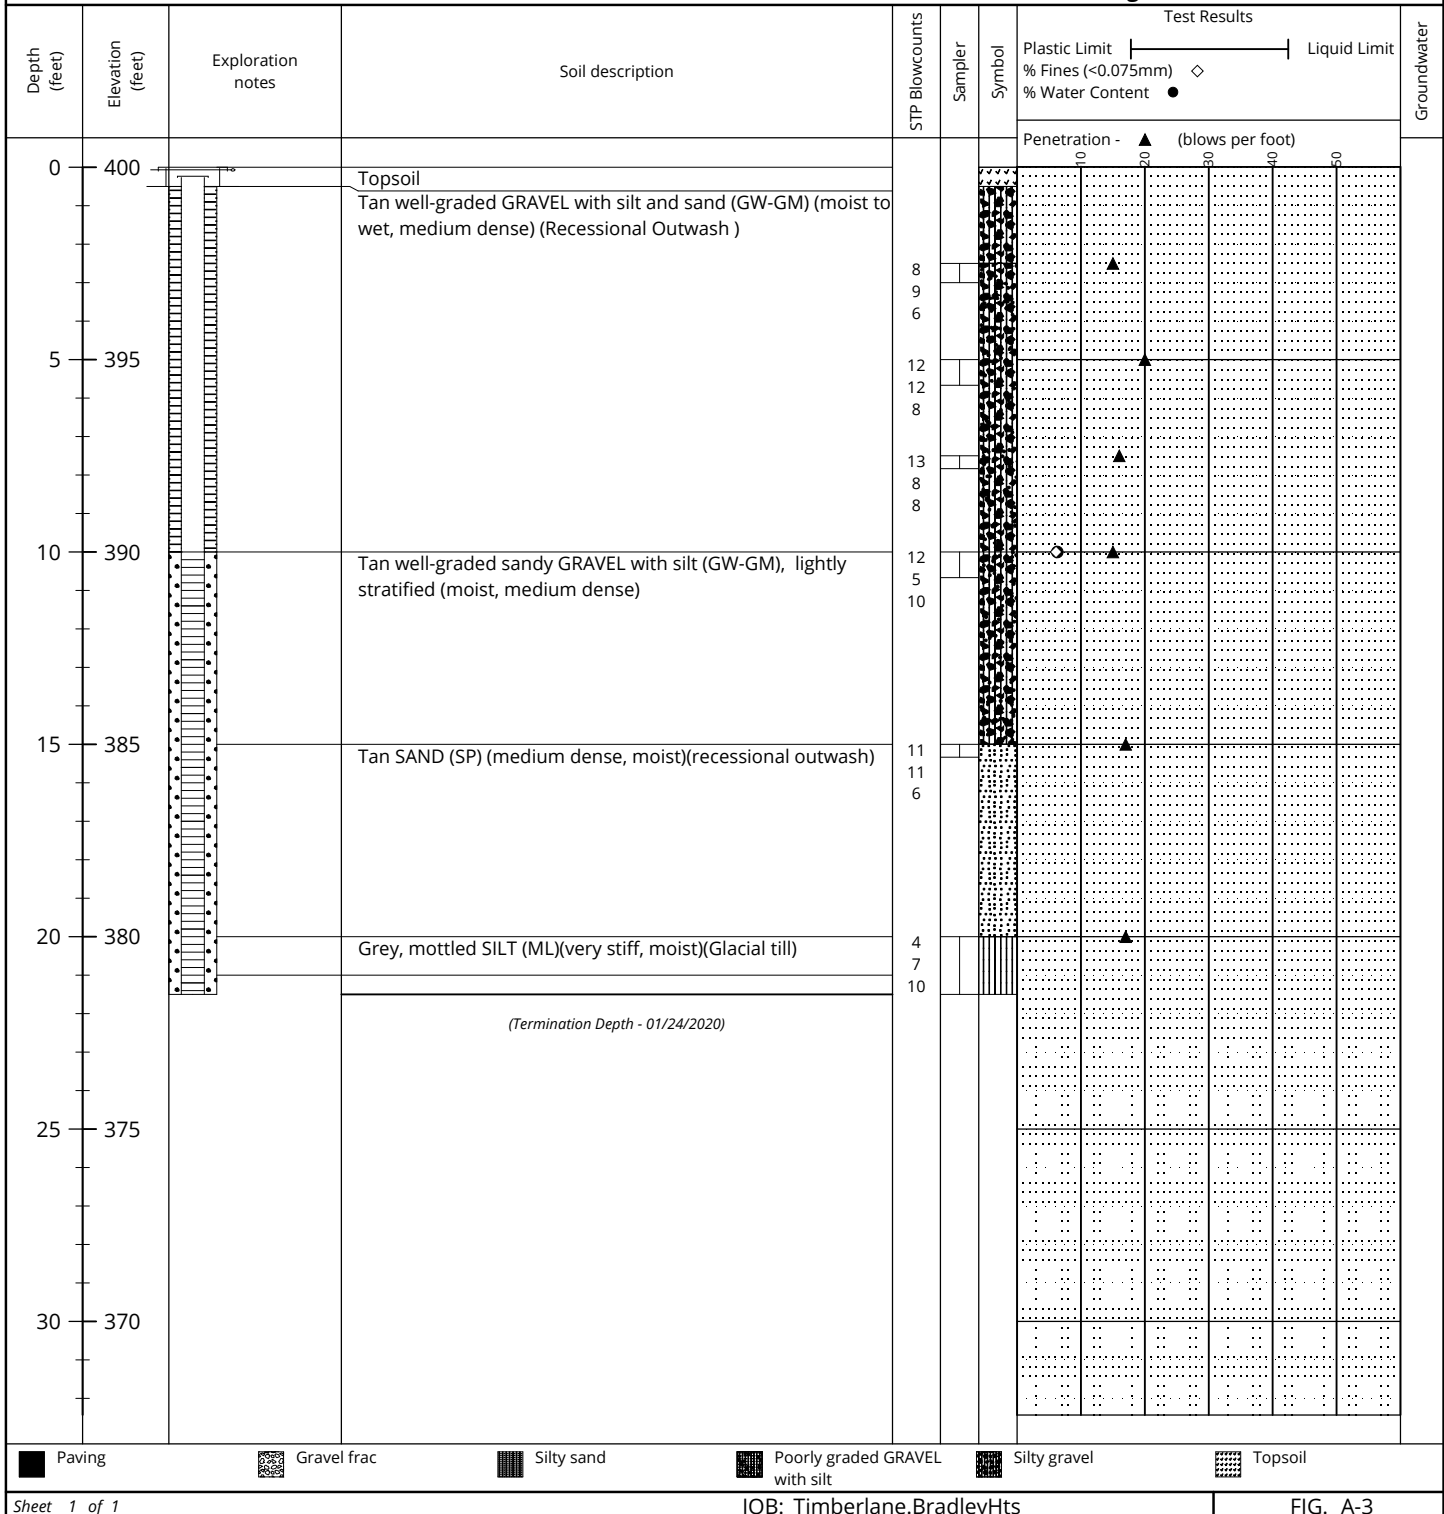 Depth
(feet)
Elevation
(feet)
Exploration
notes
Soil description
STP Blowcounts
Sampler
Symbol
Test Results
Plastic Limit
Liquid Limit
% Fines (<0.075mm)
% Water Content
Penetration -
(blows per foot)
Groundwater
10
20
30
40
50
0
400
Topsoil
Tan well-graded GRAVEL with silt and sand (GW-GM) (moist to
wet, medium dense) (Recessional Outwash )
8
9
6
5
395
12
12
8
13
8
8
10
390
Tan well-graded sandy GRAVEL with silt (GW-GM), lightly
stratified (moist, medium dense)
12
5
10
15
385
Tan SAND (SP) (medium dense, moist)(recessional outwash)
11
11
6
20
380
Grey, mottled SILT (ML)(very stiff, moist)(Glacial till)
4
7
10
(Termination Depth - 01/24/2020)
25
375
30
370
Paving
Gravel frac
Silty sand
Poorly graded GRAVEL
with silt
Silty gravel
Topsoil
Sheet 1 of 1
JOB: Timberlane.BradleyHts
FIG. A-3